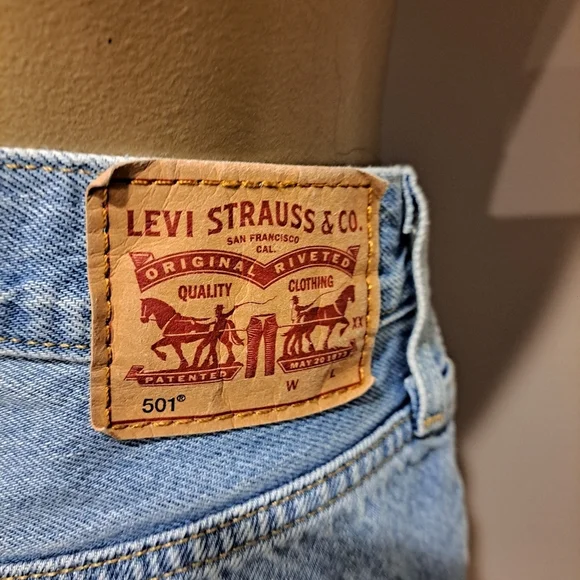 LEVI STRAUSS & CO.
SAN FRANCISCO
CAL.
ORIGINAL RIVETED
QUALITY CLOTHING
XX
PATENTED MAY 20 1873
W L
501®